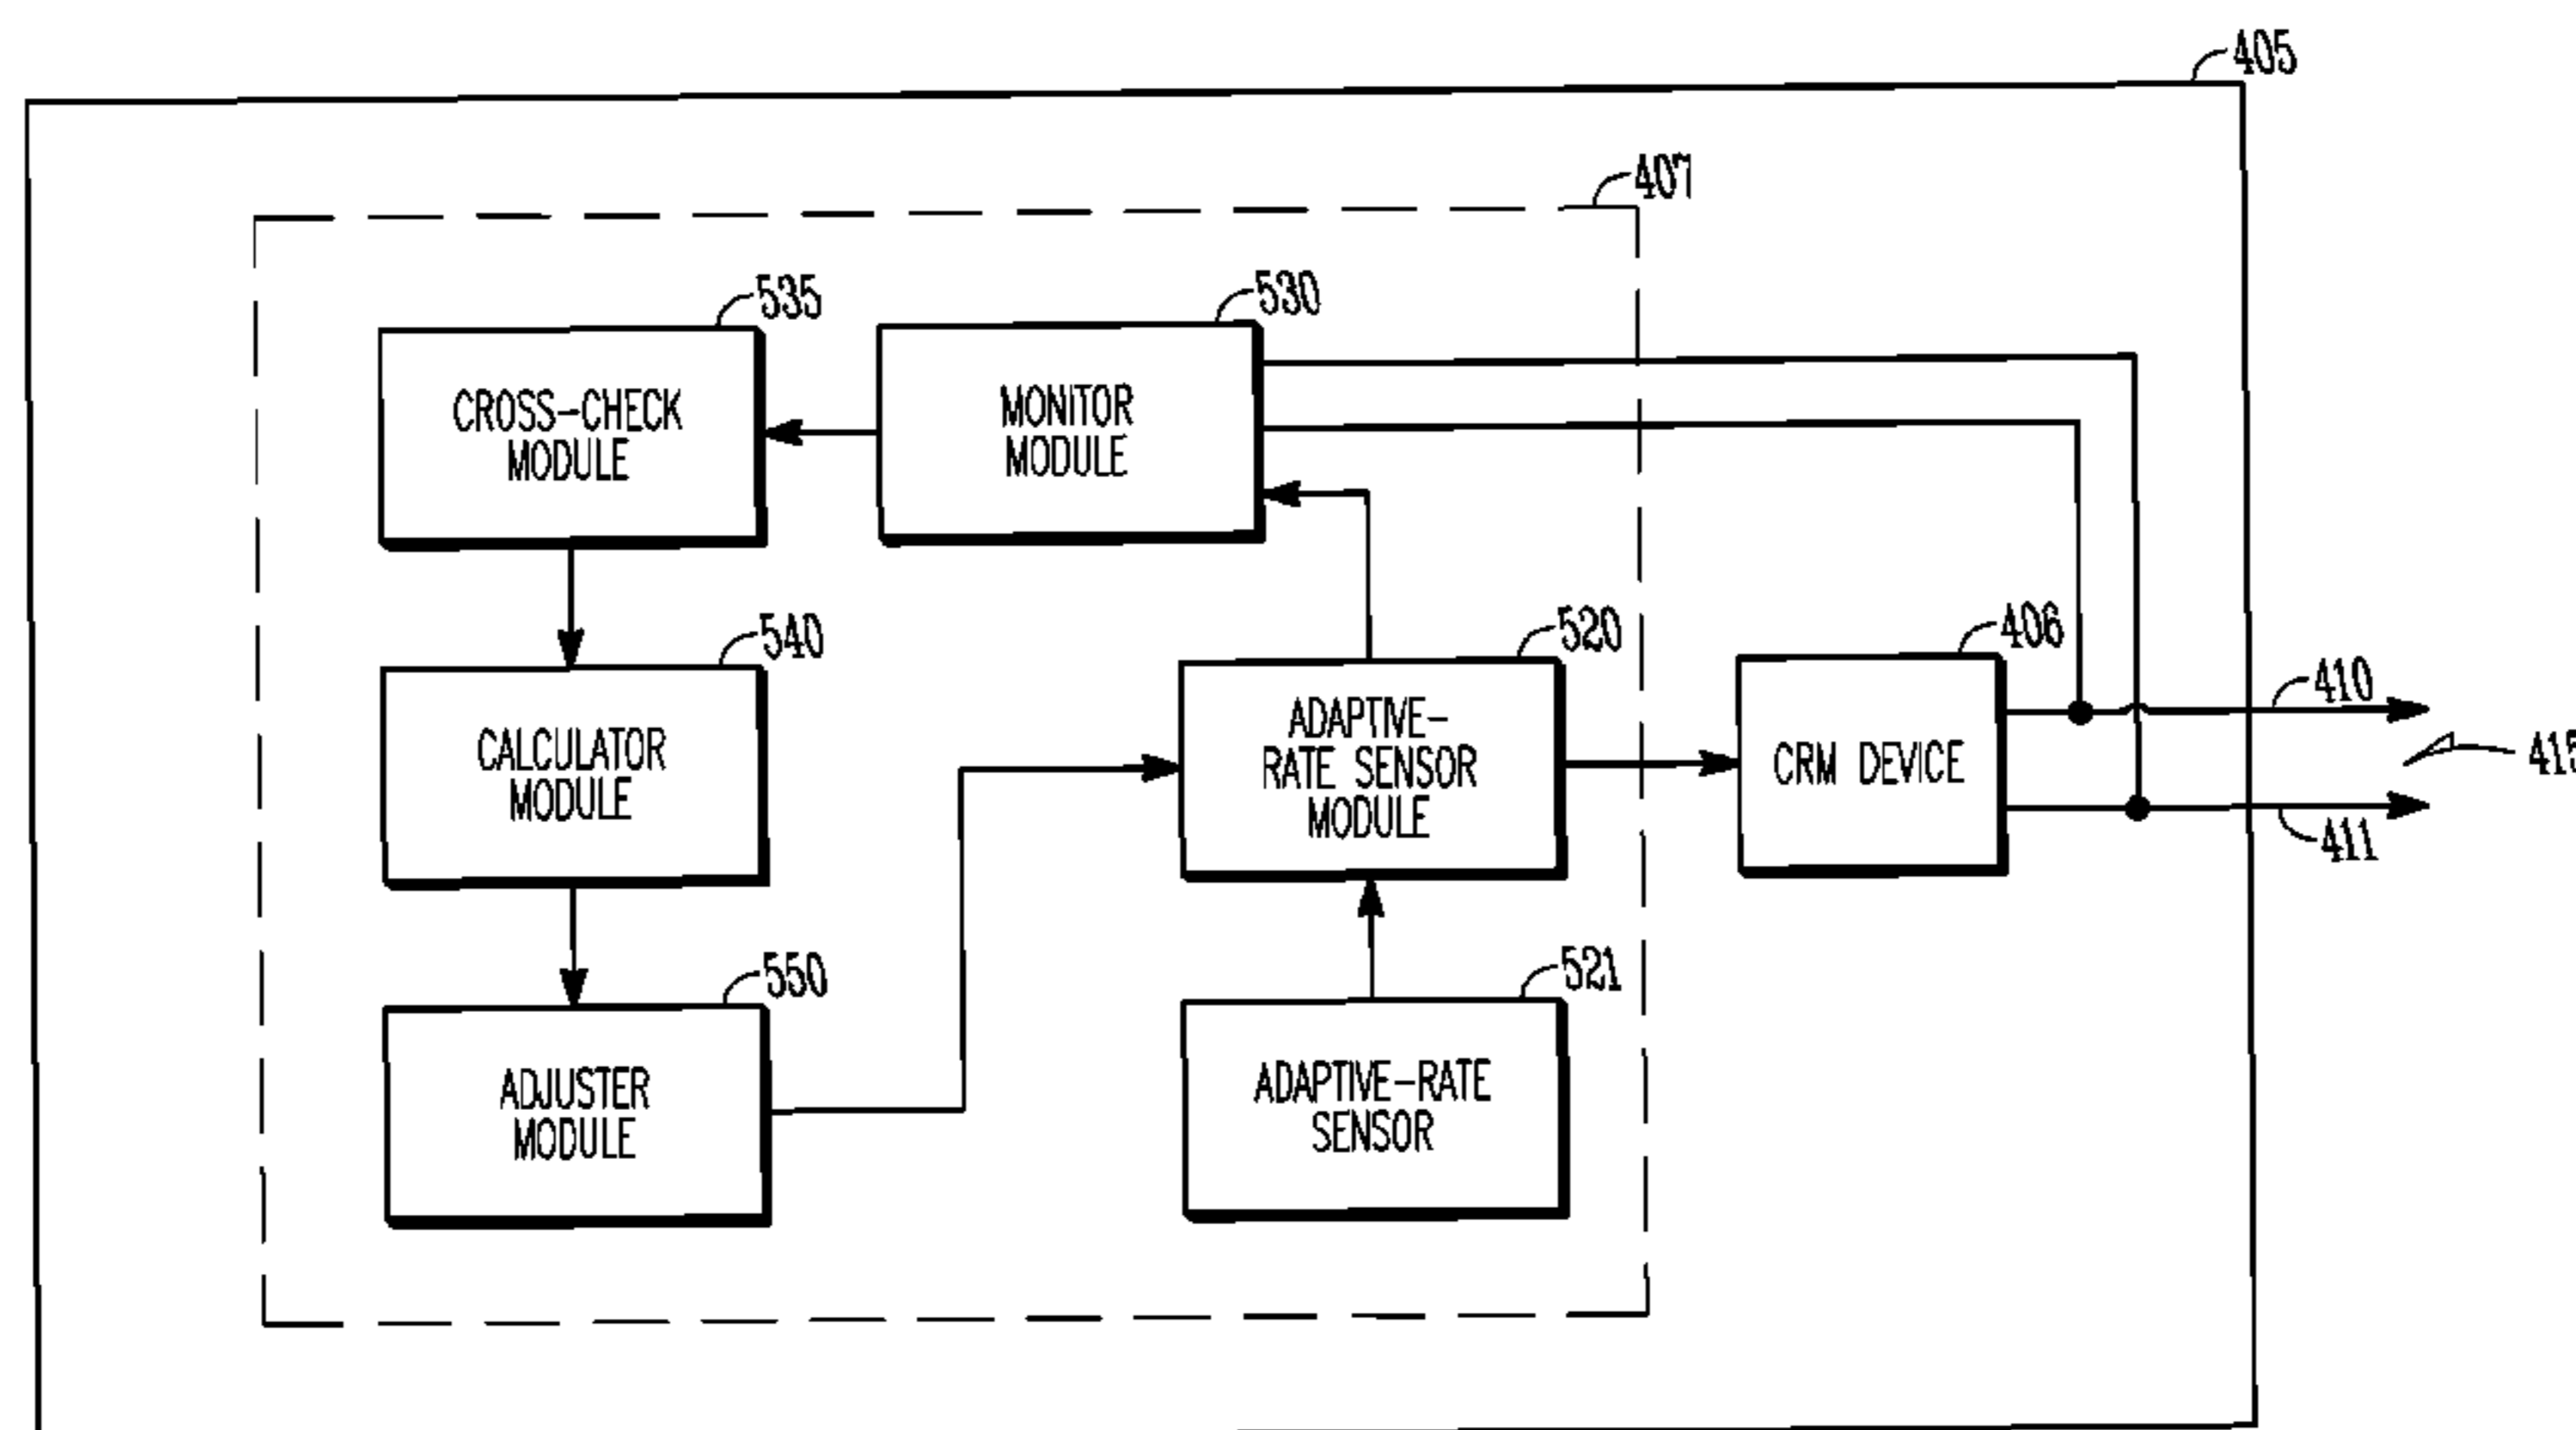 405
407
535
530
CROSS-CHECK
MODULE
MONITOR
MODULE
540
520
406
410
CALCULATOR
MODULE
ADAPTIVE-
RATE SENSOR
MODULE
CRM DEVICE
415
411
550
521
ADJUSTER
MODULE
ADAPTIVE-RATE
SENSOR